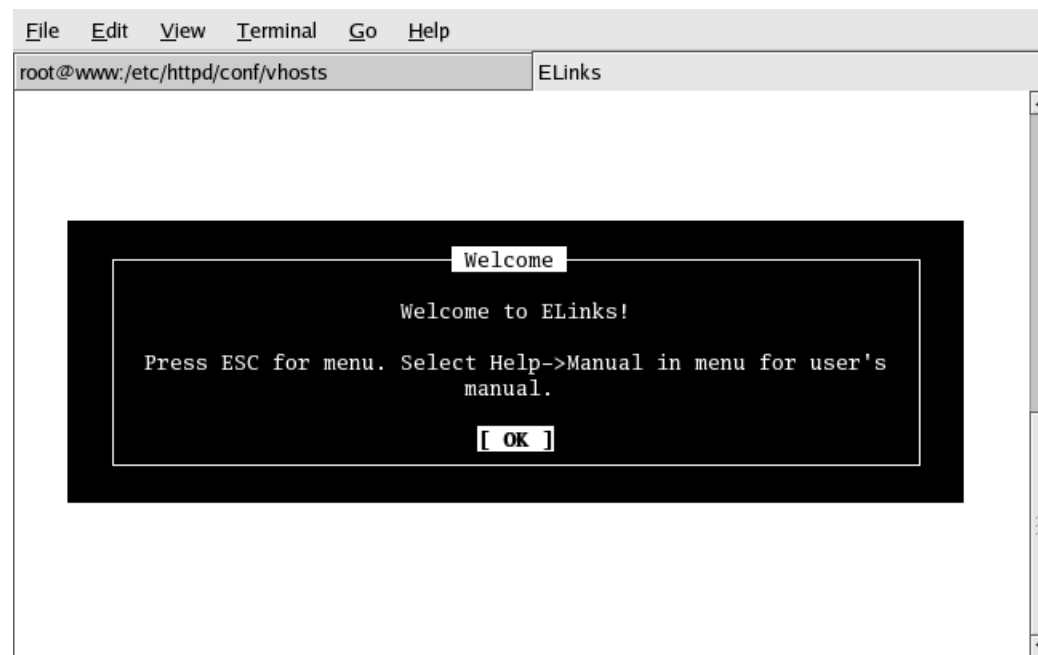 File Edit View Terminal Go Help
root@www:/etc/httpd/conf/vhosts ELinks
Welcome
Welcome to ELinks!
Press ESC for menu. Select Help->Manual in menu for user's
manual.
[ OK ]